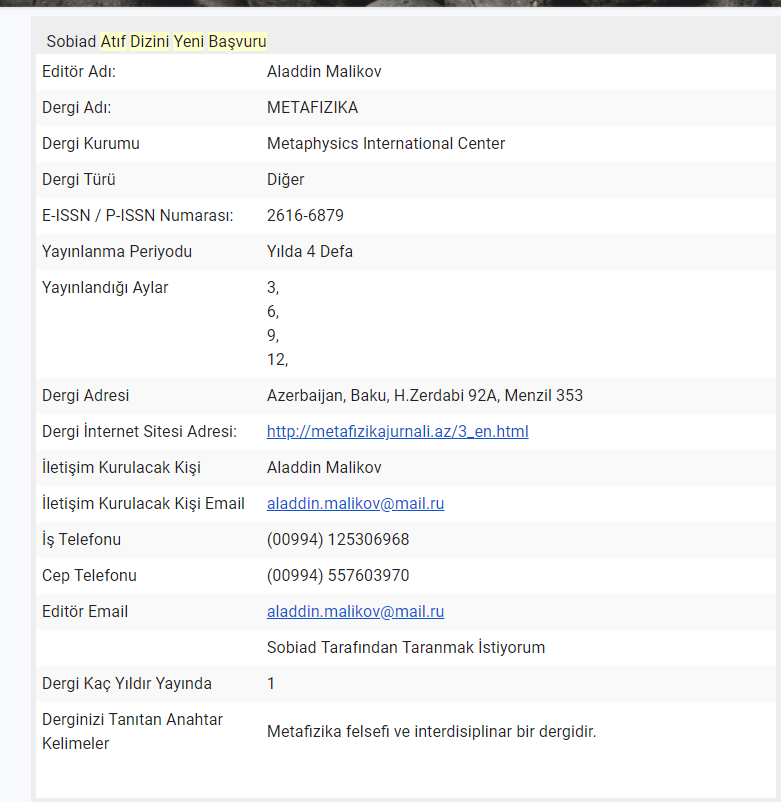 Sobiad Atıf Dizini Yeni Başvuru
Editör Adı: Aladdin Malikov
Dergi Adı: METAFIZIKA
Dergi Kurumu Metaphysics International Center
Dergi Türü Diğer
E-ISSN / P-ISSN Numarası: 2616-6879
Yayınlanma Periyodu Yılda 4 Defa
Yayınlandığı Aylar 3,
6,
9,
12,
Dergi Adresi Azerbaijan, Baku, H.Zerdabi 92A, Menzil 353
Dergi İnternet Sitesi Adresi: http://metafizikajurnali.az/3_en.html
İletişim Kurulacak Kişi Aladdin Malikov
İletişim Kurulacak Kişi Email aladdin.malikov@mail.ru
İş Telefonu (00994) 125306968
Cep Telefonu (00994) 557603970
Editör Email aladdin.malikov@mail.ru
Sobiad Tarafından Taranmak İstiyorum
Dergi Kaç Yıldır Yayında 1
Derginizi Tanıtan Anahtar
Kelimeler Metafizika felsefi ve interdisiplinar bir dergidir.